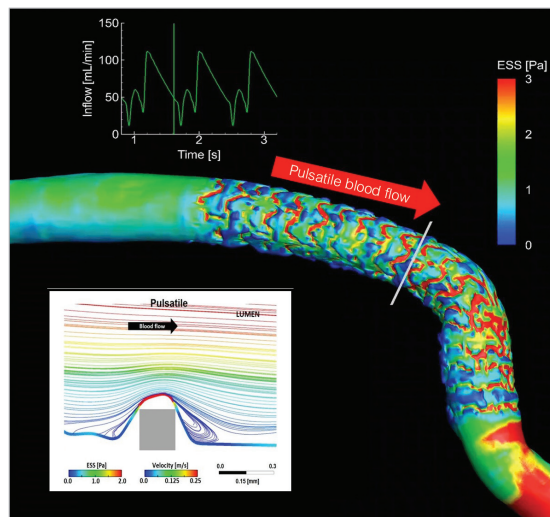 150
100
50
0
Inflow [mL/min]
1
2
3
Time [s]
ESS [Pa]
3
2
1
0
Pulsatile blood flow
Pulsatile
LUMEN
Blood flow
ESS [Pa]
0.0
1.0
2.0
Velocity [m/s]
0.0
0.125
0.25
0.0
0.3
0.15 [mm]